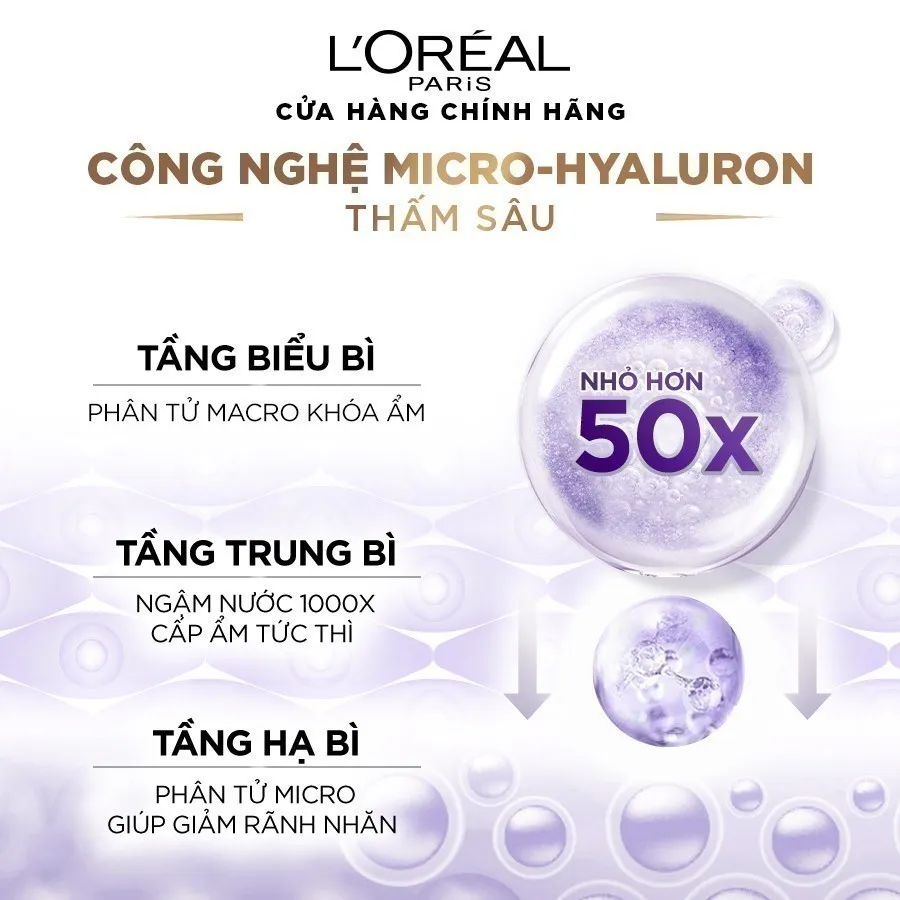 L'ORÉAL
PARiS
CỬA HÀNG CHÍNH HÃNG
CÔNG NGHỆ MICRO-HYALURON
THẤM SÂU
TẦNG BIỂU BÌ
PHÂN TỬ MACRO KHÓA ẨM
NHỎ HƠN
50X
TẦNG TRUNG BÌ
NGẬM NƯỚC 1000X
CẤP ẨM TỨC THÌ
TẦNG HẠ BÌ
PHÂN TỬ MICRO
GIÚP GIẢM RÃNH NHĂN